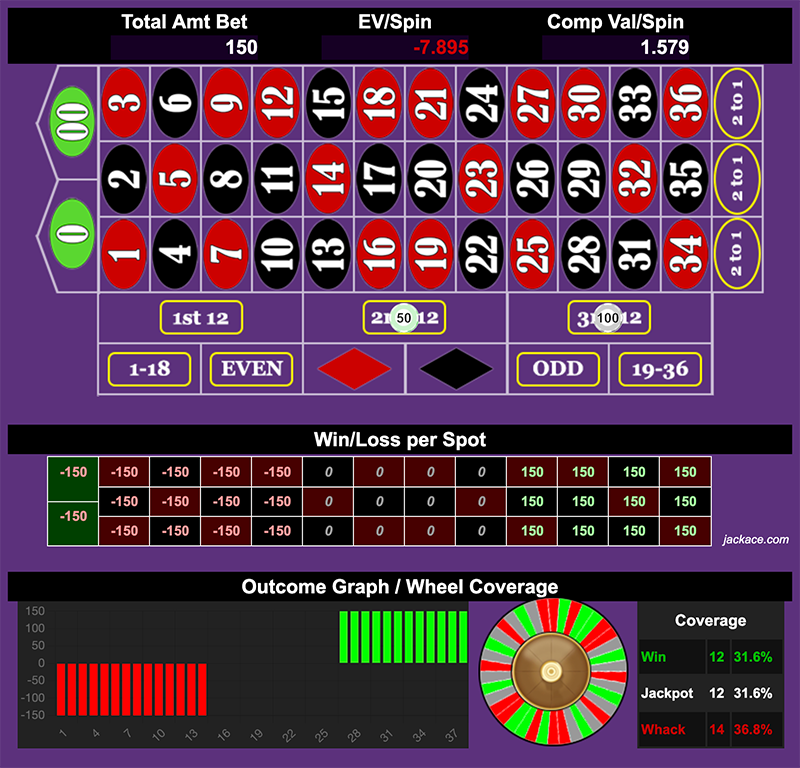 Total Amt Bet EV/Spin Comp Val/Spin
150 -7.895 1.579
00 3 6 9 12 15 18 21 24 27 30 33 36 2 to 1
2 5 8 11 14 17 20 23 26 29 32 35 2 to 1
0 1 4 7 10 13 16 19 22 25 28 31 34 2 to 1
1st 12 50 12 100 12
1-18 EVEN ODD 19-36
Win/Loss per Spot
-150 -150 -150 -150 -150 0 0 0 0 150 150 150 150
-150 -150 -150 -150 0 0 0 0 150 150 150 150
-150 -150 -150 -150 -150 0 0 0 0 150 150 150 150
jackace.com
Outcome Graph / Wheel Coverage
150
100
50
0
-50
-100
-150
1 4 7 10 13 16 19 22 25 28 31 34 37
Coverage
Win 12 31.6%
Jackpot 12 31.6%
Whack 14 36.8%